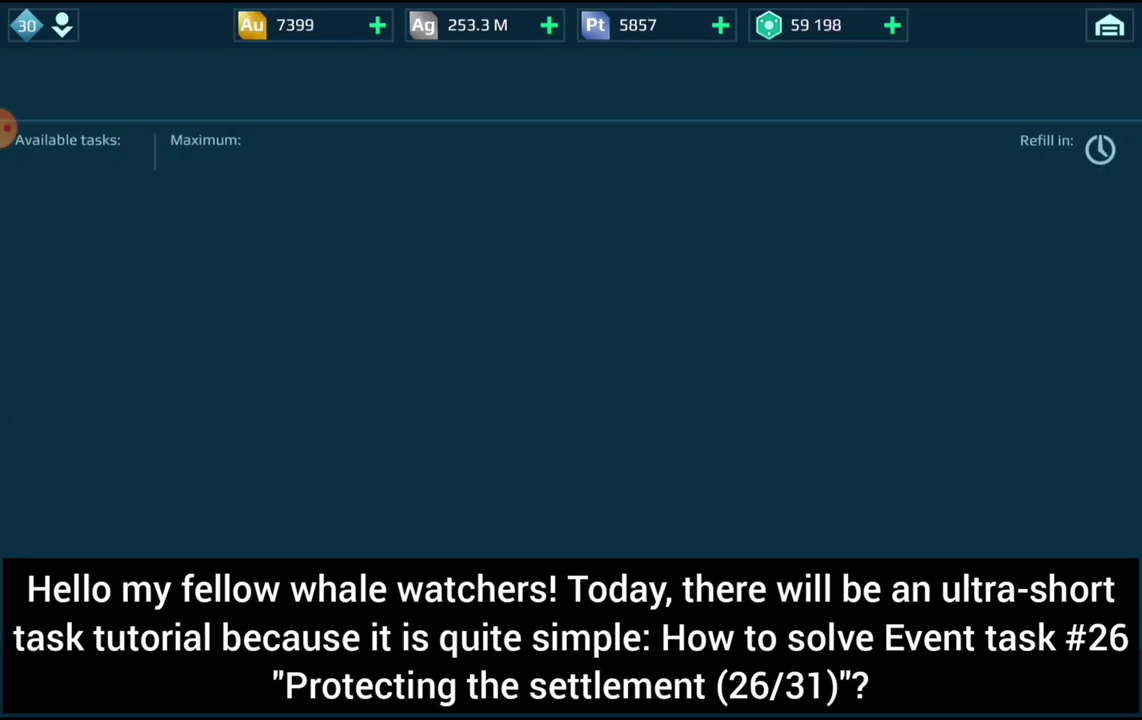 30 Au 7399 Ag 253.3 M Pt 5857 59 198
Available tasks: Maximum: Refill in:
Hello my fellow whale watchers! Today, there will be an ultra-short
task tutorial because it is quite simple: How to solve Event task #26
"Protecting the settlement (26/31)"?